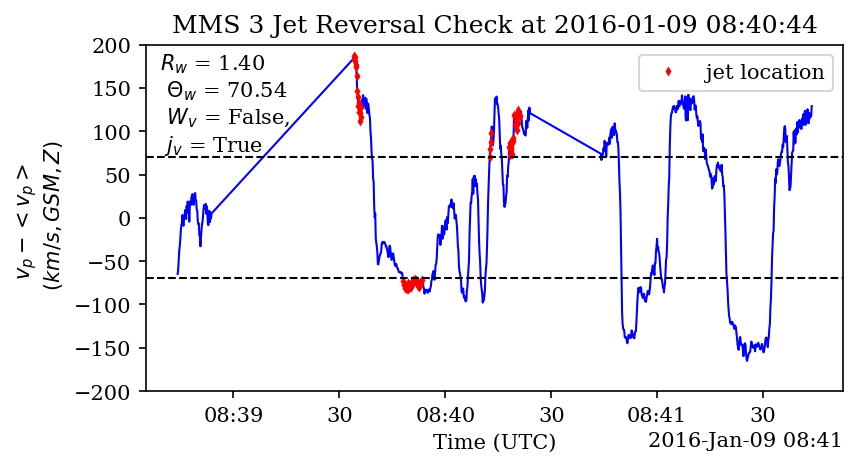 MMS 3 Jet Reversal Check at 2016-01-09 08:40:44
R_w = 1.40
Θ_w = 70.54
W_v = False,
j_v = True
jet location
200
150
100
50
0
−50
−100
−150
−200
v_p − < v_p >
(km/s, GSM, Z)
08:39 30 08:40 30 08:41 30
Time (UTC)
2016-Jan-09 08:41